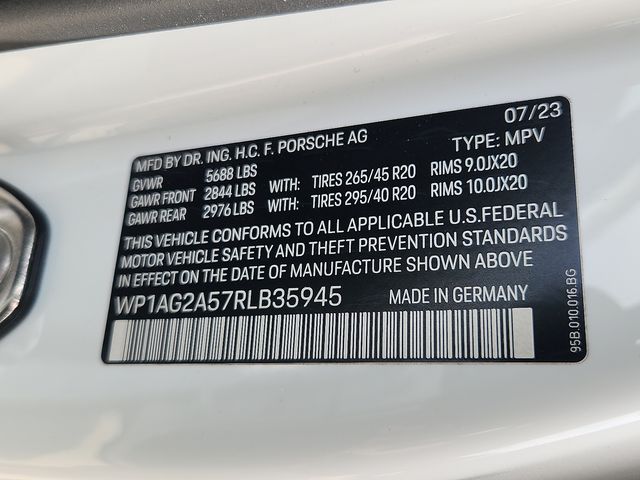 07/23
MFD BY DR. ING. H.C. F. PORSCHE AG TYPE: MPV
GVWR 5688 LBS
GAWR FRONT 2844 LBS WITH: TIRES 265/45 R20 RIMS 9.0JX20
GAWR REAR 2976 LBS WITH: TIRES 295/40 R20 RIMS 10.0JX20
THIS VEHICLE CONFORMS TO ALL APPLICABLE U.S.FEDERAL
MOTOR VEHICLE SAFETY AND THEFT PREVENTION STANDARDS
IN EFFECT ON THE DATE OF MANUFACTURE SHOWN ABOVE
WP1AG2A57RLB35945 MADE IN GERMANY
95B.010.016.BG